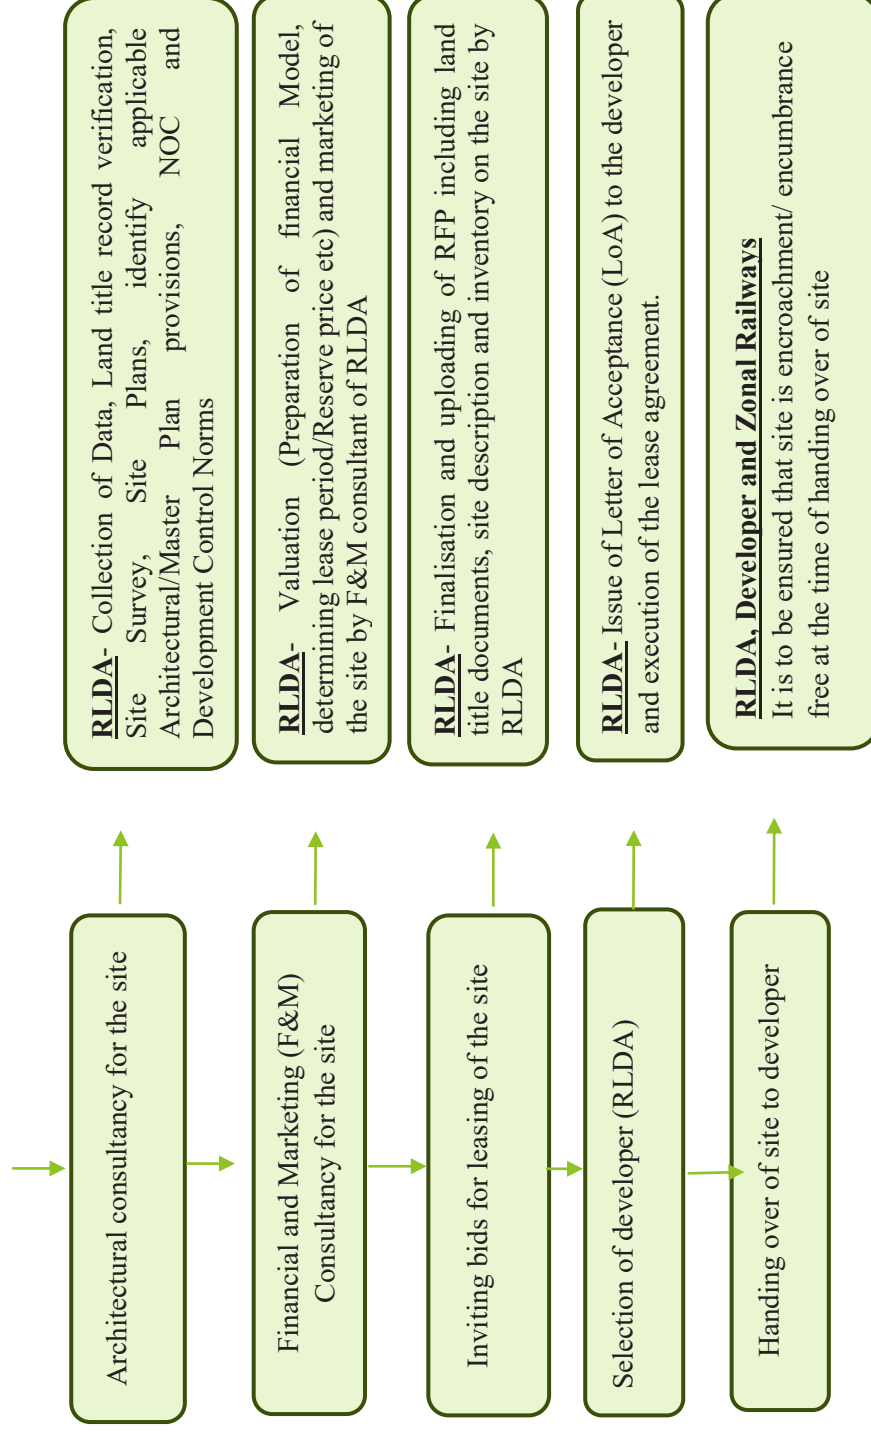 Architectural consultancy for the site
RLDA- Collection of Data, Land title record verification,
Site Survey, Site Plans, identify applicable
Architectural/Master Plan provisions, NOC and
Development Control Norms
Financial and Marketing (F&M)
Consultancy for the site
RLDA- Valuation (Preparation of financial Model,
determining lease period/Reserve price etc) and marketing of
the site by F&M consultant of RLDA
Inviting bids for leasing of the site
RLDA- Finalisation and uploading of RFP including land
title documents, site description and inventory on the site by
RLDA
Selection of developer (RLDA)
RLDA- Issue of Letter of Acceptance (LoA) to the developer
and execution of the lease agreement.
Handing over of site to developer
RLDA, Developer and Zonal Railways
It is to be ensured that site is encroachment/ encumbrance
free at the time of handing over of site